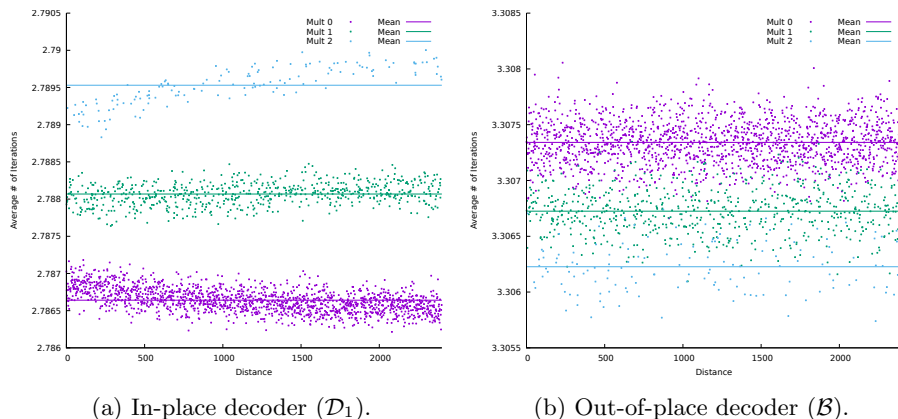 2.7905
2.79
2.7895
2.789
2.7885
2.788
2.7875
2.787
2.7865
2.786
Average # of Iterations
Mult 0 Mean
Mult 1 Mean
Mult 2 Mean
0 500 1000 1500 2000
Distance
(a) In-place decoder (𝒟₁).
3.3085
3.308
3.3075
3.307
3.3065
3.306
3.3055
Average # of Iterations
Mult 0 Mean
Mult 1 Mean
Mult 2 Mean
0 500 1000 1500 2000
Distance
(b) Out-of-place decoder (ℬ).